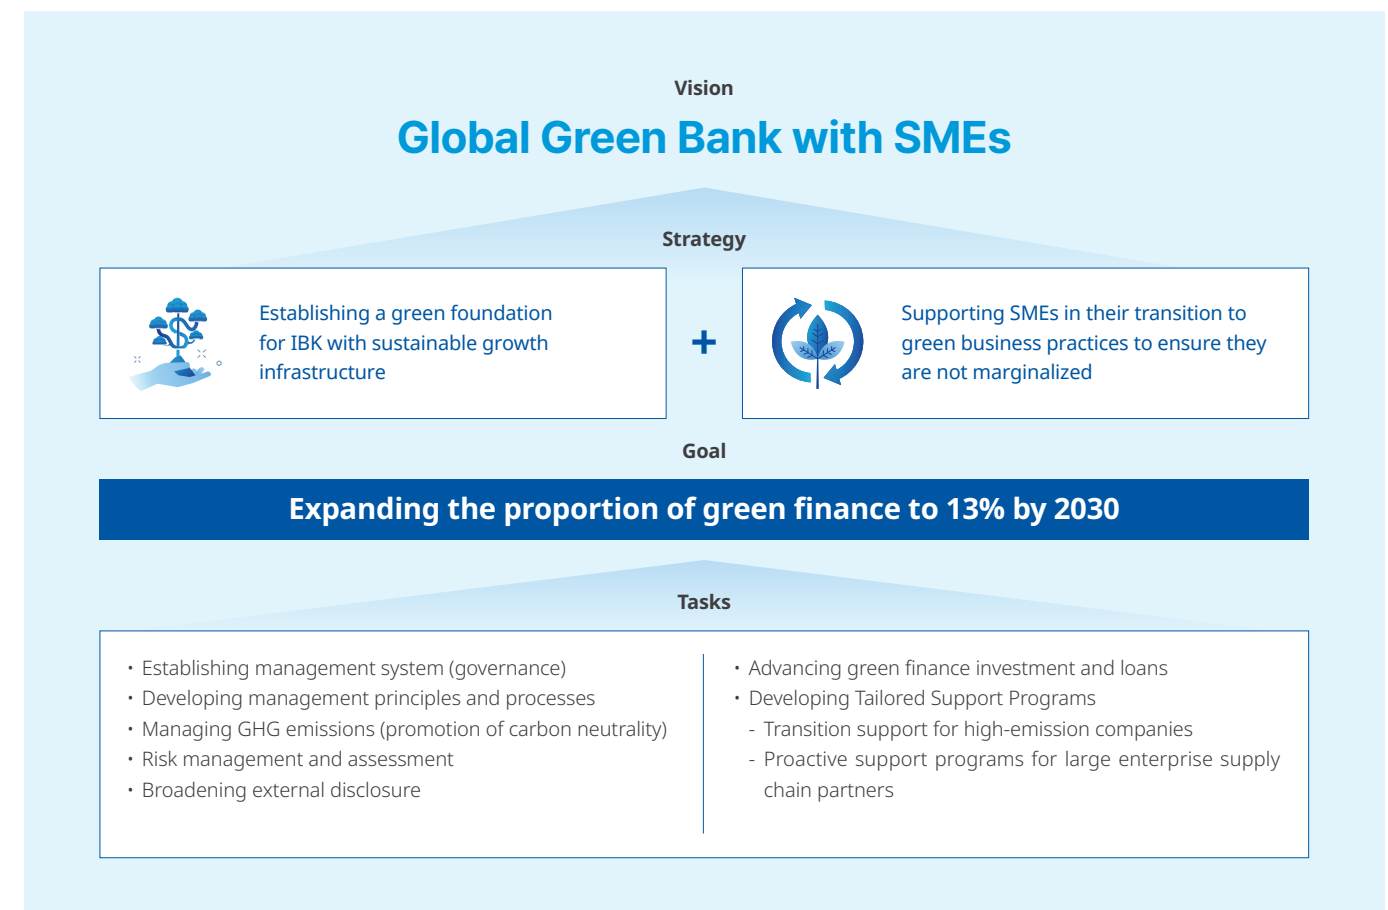 Vision
Global Green Bank with SMEs
Strategy
Establishing a green foundation
for IBK with sustainable growth
infrastructure
+
Supporting SMEs in their transition to
green business practices to ensure they
are not marginalized
Goal
Expanding the proportion of green finance to 13% by 2030
Tasks
• Establishing management system (governance)
• Developing management principles and processes
• Managing GHG emissions (promotion of carbon neutrality)
• Risk management and assessment
• Broadening external disclosure
• Advancing green finance investment and loans
• Developing Tailored Support Programs
- Transition support for high-emission companies
- Proactive support programs for large enterprise supply
chain partners